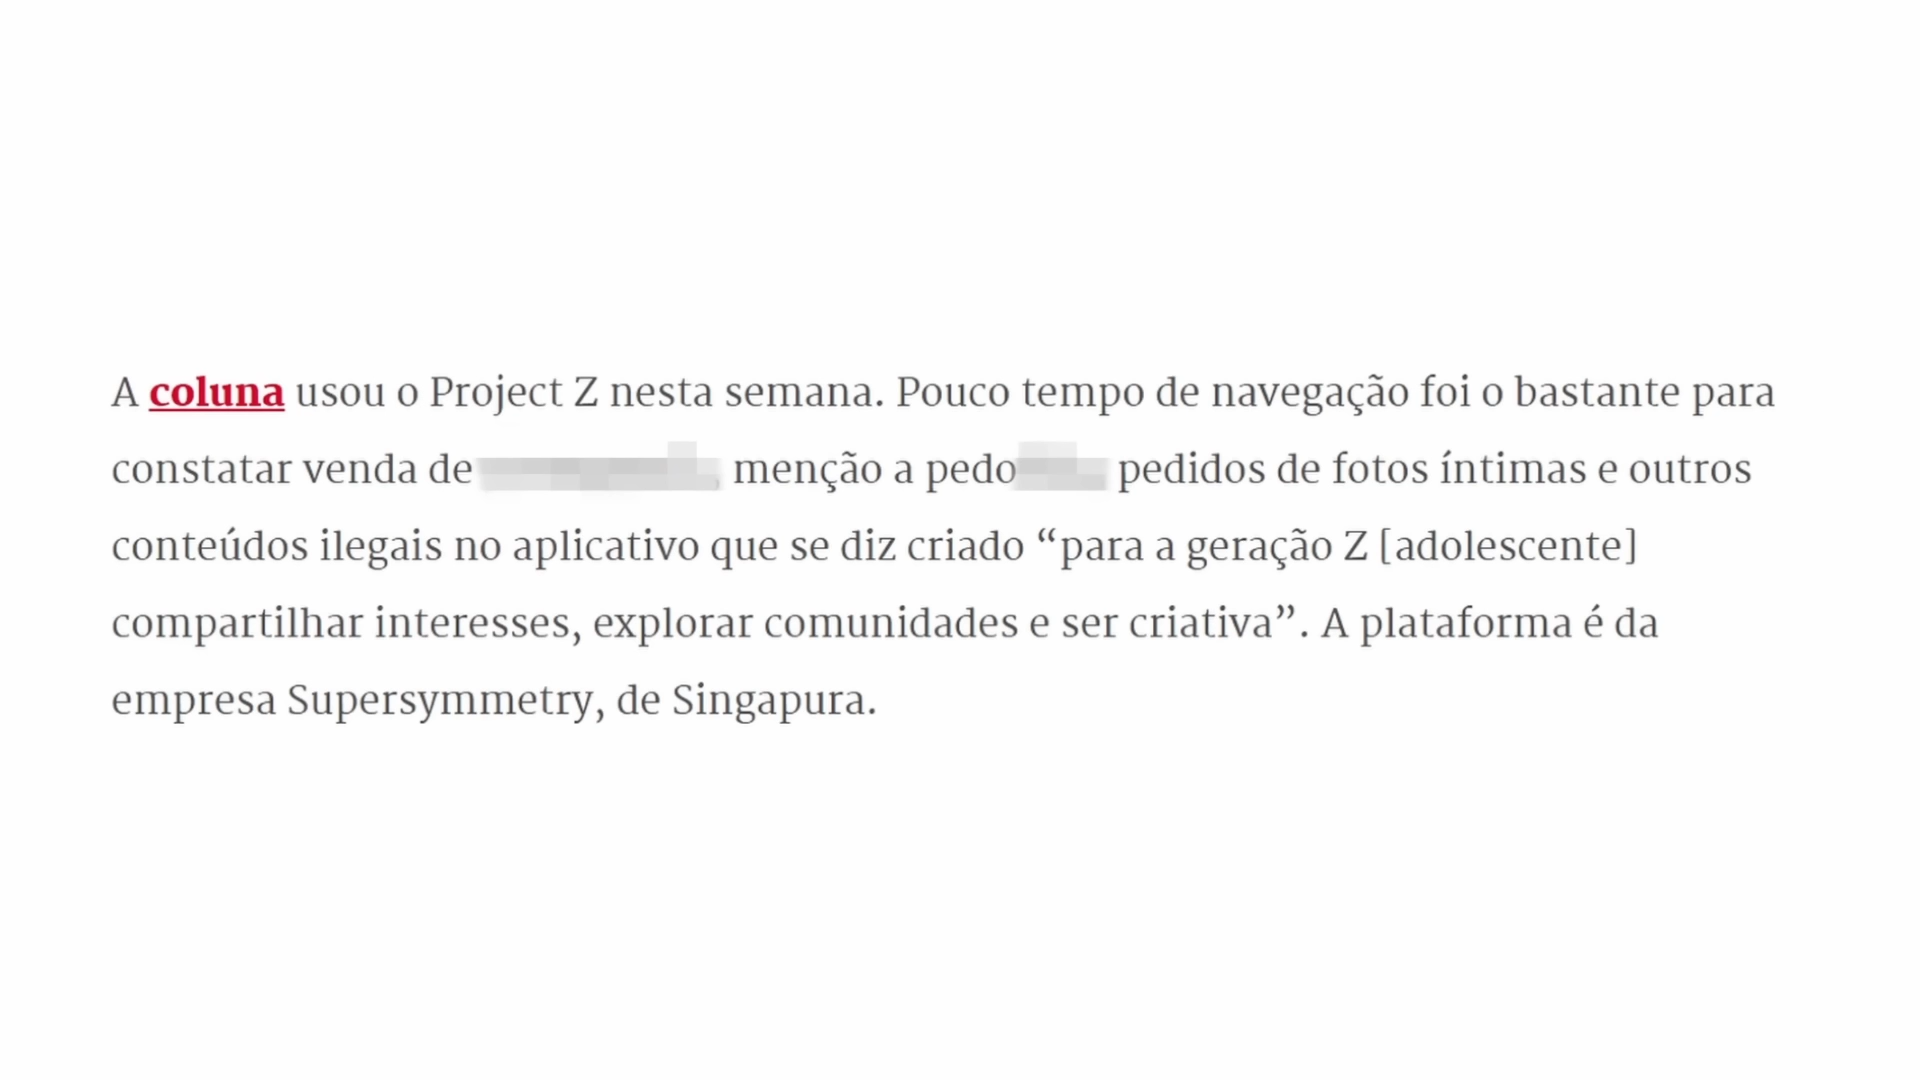 A coluna usou o Project Z nesta semana. Pouco tempo de navegação foi o bastante para
constatar venda de , menção a pedo pedidos de fotos íntimas e outros
conteúdos ilegais no aplicativo que se diz criado “para a geração Z [adolescente]
compartilhar interesses, explorar comunidades e ser criativa”. A plataforma é da
empresa Supersymmetry, de Singapura.